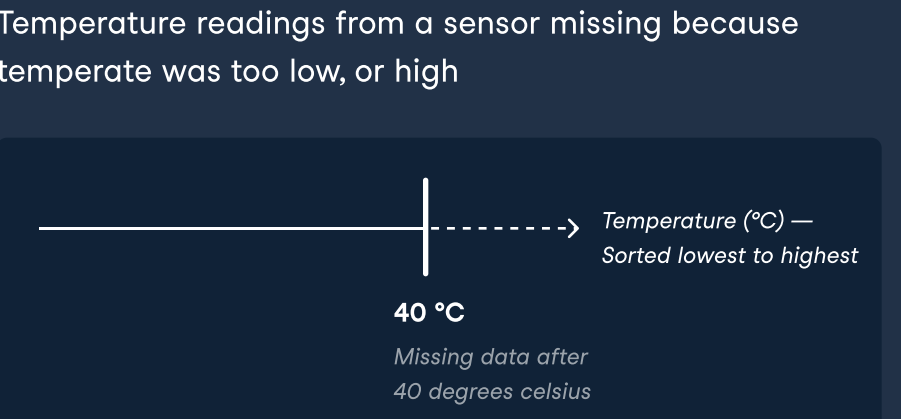 Temperature readings from a sensor missing because
temperate was too low, or high
Temperature (°C) —
Sorted lowest to highest
40 °C
Missing data after
40 degrees celsius